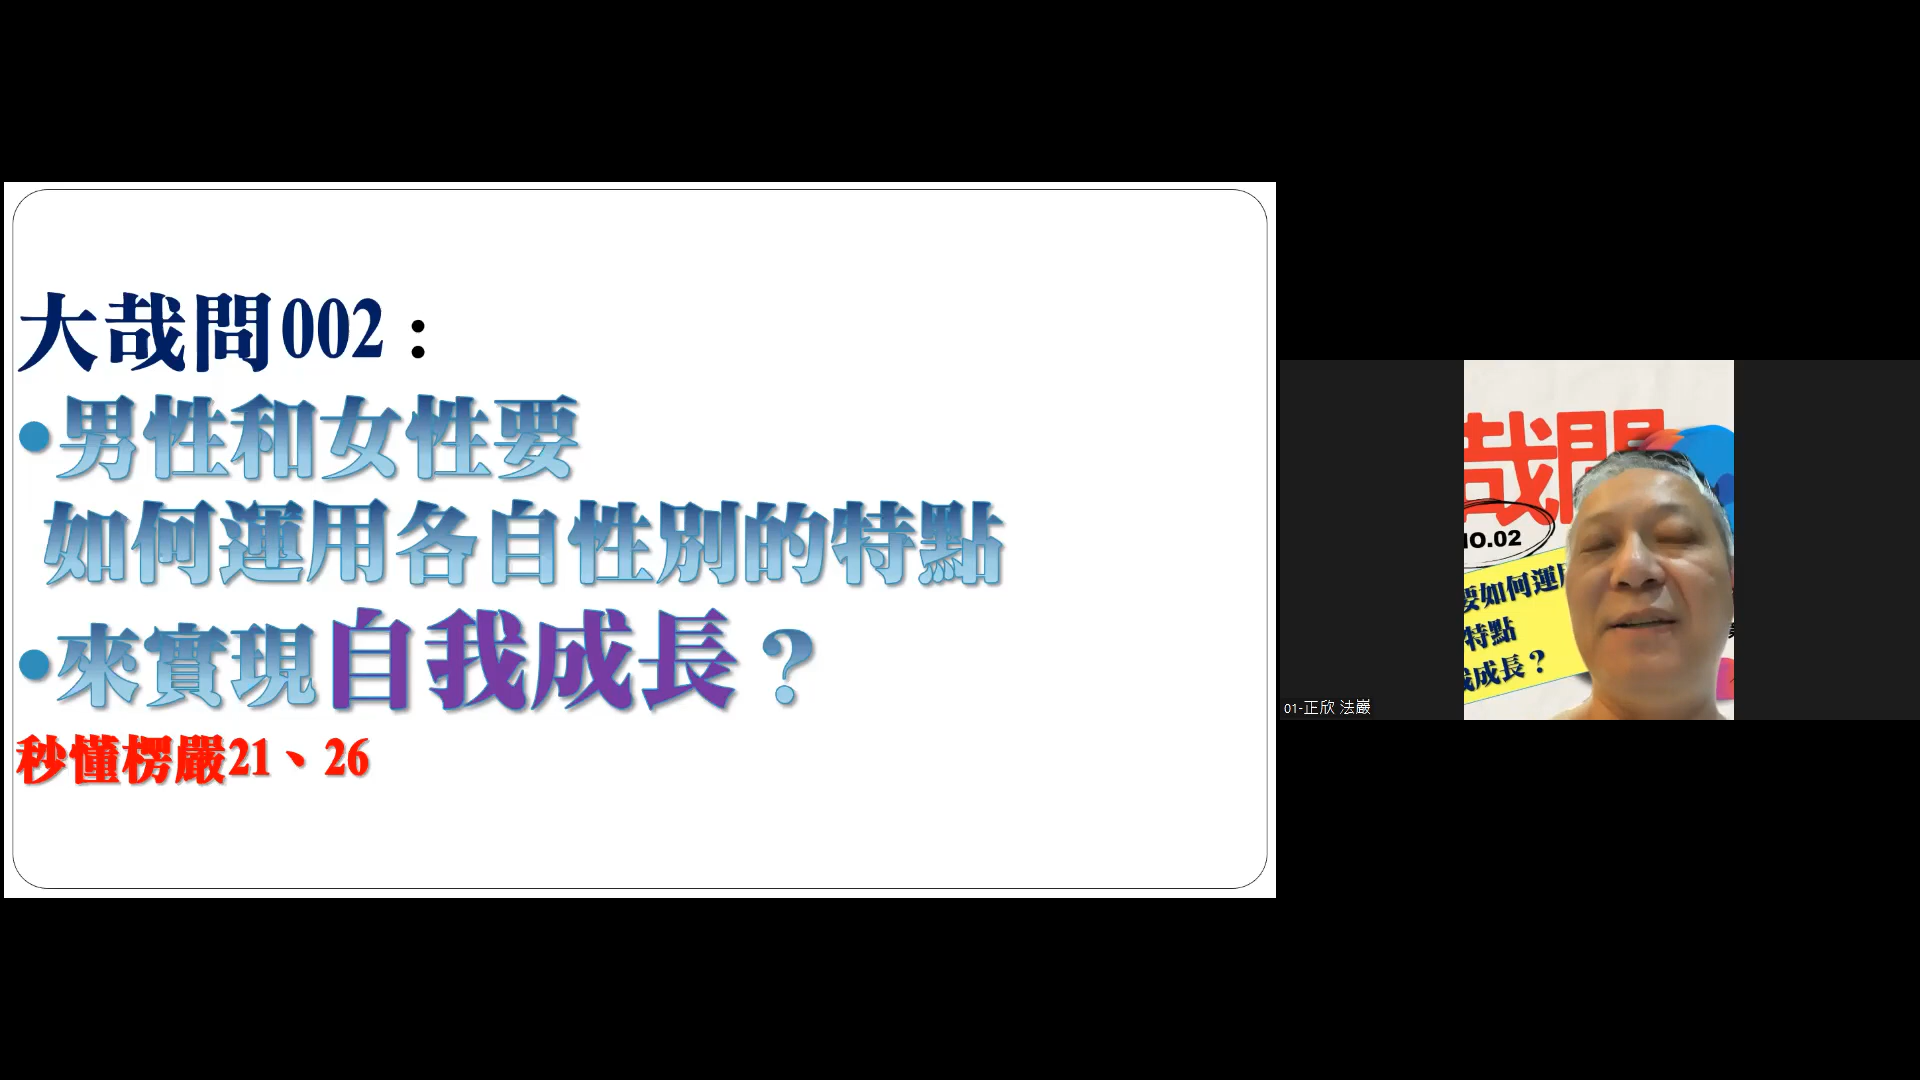 大哉問002：
•男性和女性要
如何運用各自性別的特點
•來實現自我成長？
秒懂楞嚴21、26
哉問
NO.02
要如何運用
特點
我成長？
01-正欣 法巖